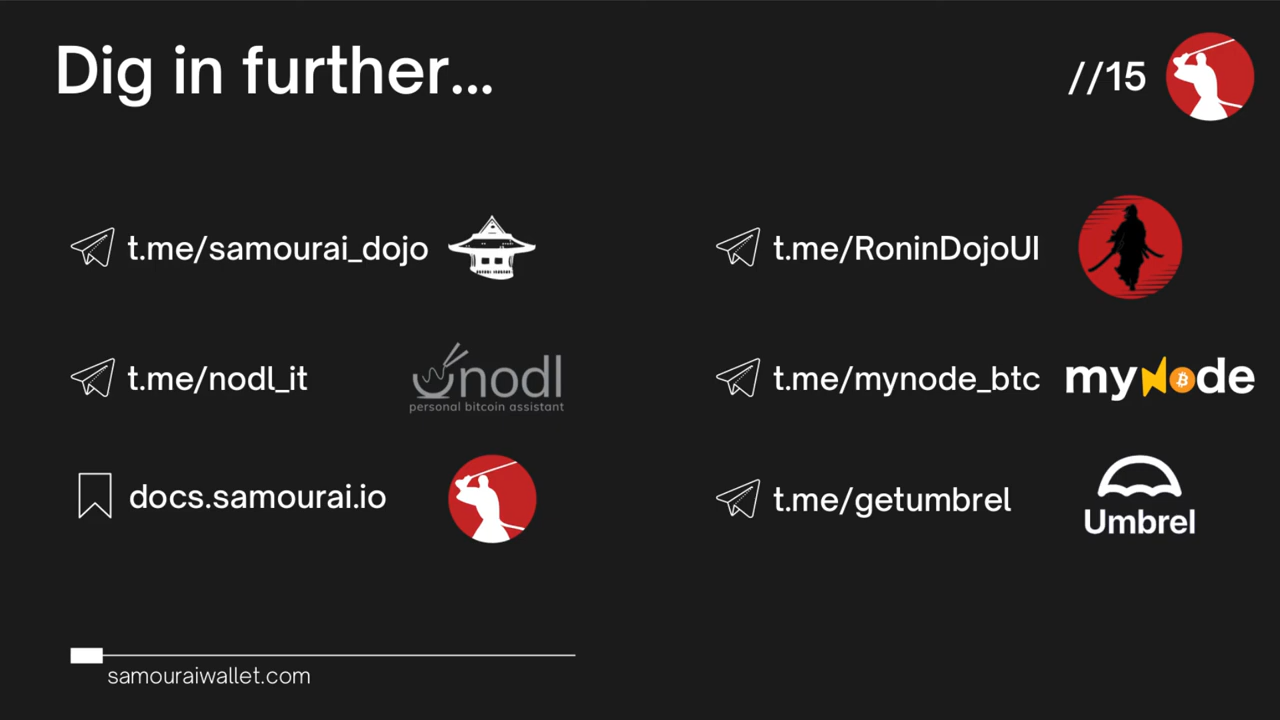 Dig in further...
//15
t.me/samourai_dojo
t.me/RoninDojoUI
t.me/nodl_it
nodl
personal bitcoin assistant
t.me/mynode_btc
myNode
docs.samourai.io
t.me/getumbrel
Umbrel
samouraiwallet.com